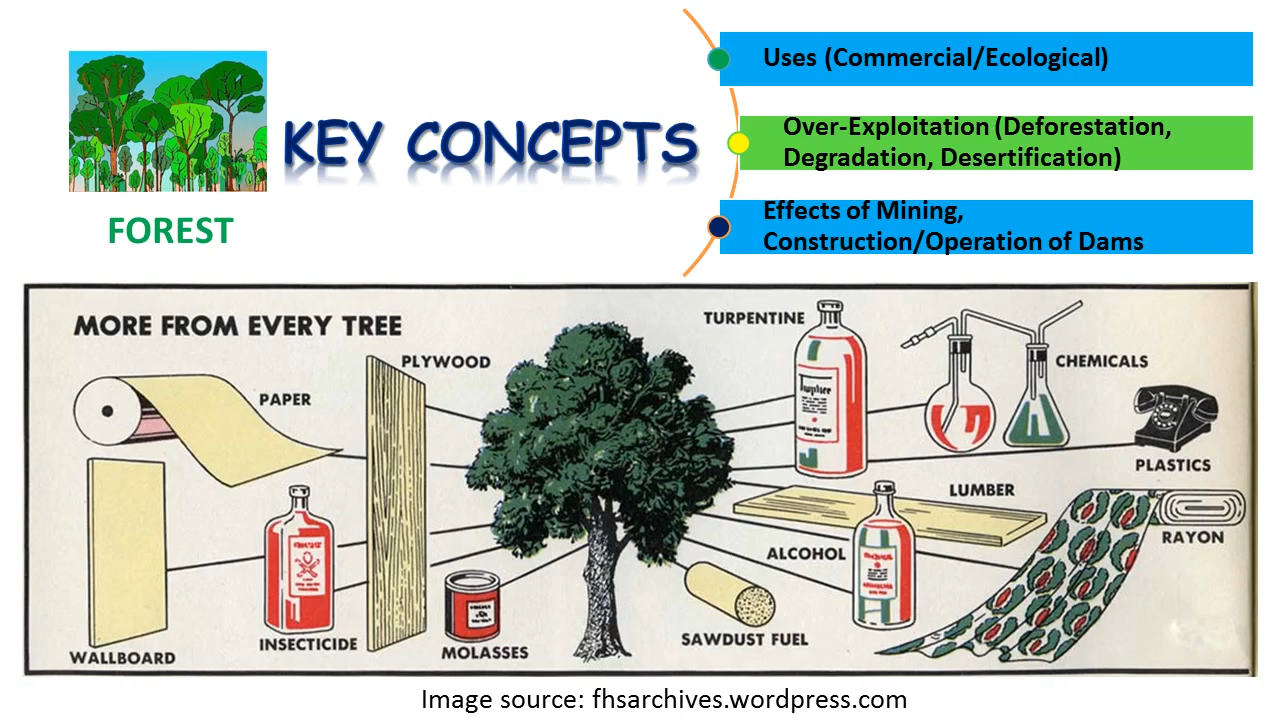 KEY CONCEPTS
FOREST
Uses (Commercial/Ecological)
Over-Exploitation (Deforestation,
Degradation, Desertification)
Effects of Mining,
Construction/Operation of Dams
MORE FROM EVERY TREE
PAPER
PLYWOOD
WALLBOARD
INSECTICIDE
MOLASSES
TURPENTINE
CHEMICALS
PLASTICS
LUMBER
RAYON
ALCOHOL
SAWDUST FUEL
Image source: fhsarchives.wordpress.com